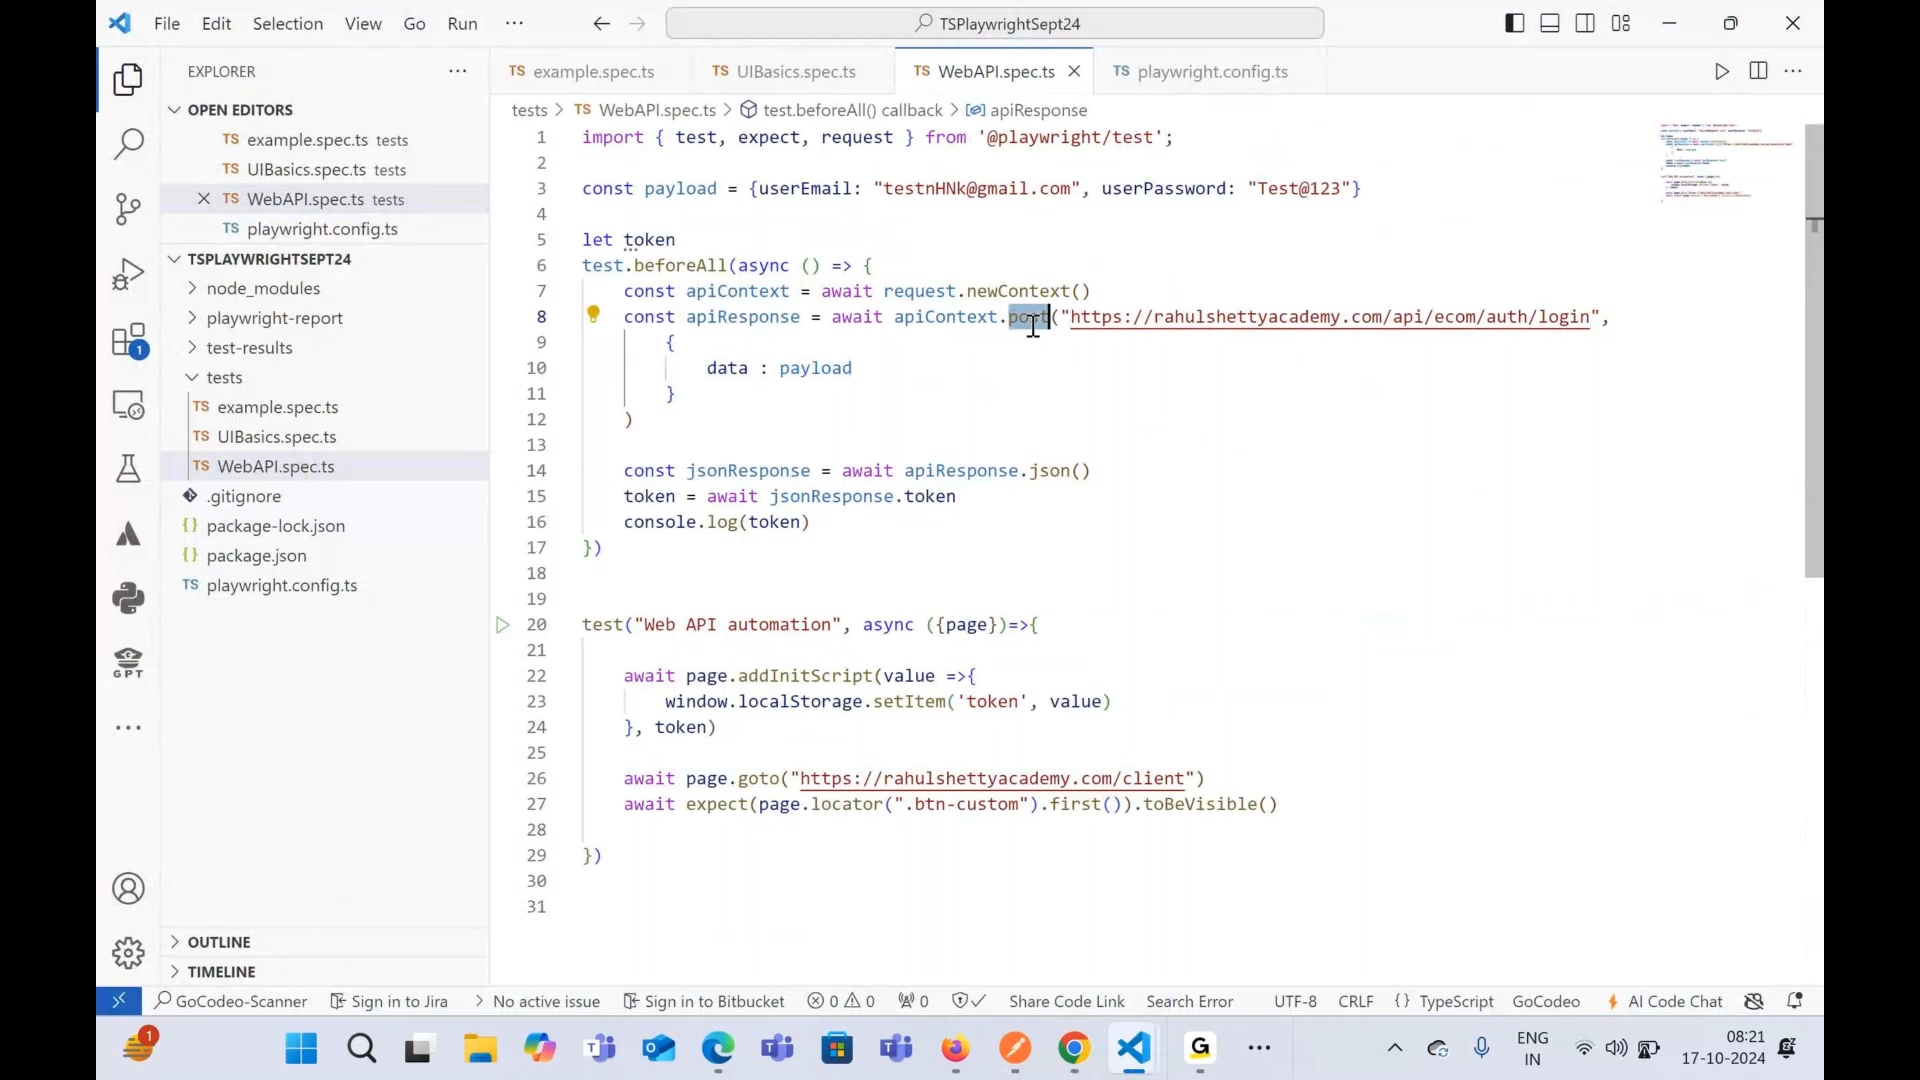 File Edit Selection View Go Run ··· TSPlaywrightSept24
EXPLORER ···
OPEN EDITORS
TS example.spec.ts tests
TS UIBasics.spec.ts tests
TS WebAPI.spec.ts tests
TS playwright.config.ts
TSPLAYWRIGHTSEPT24
node_modules
playwright-report
test-results
tests
TS example.spec.ts
TS UIBasics.spec.ts
TS WebAPI.spec.ts
.gitignore
{} package-lock.json
{} package.json
TS playwright.config.ts
OUTLINE
TIMELINE
1
GPT
TS example.spec.ts TS UIBasics.spec.ts TS WebAPI.spec.ts TS playwright.config.ts
tests > TS WebAPI.spec.ts > test.beforeAll() callback > apiResponse
1 import { test, expect, request } from '@playwright/test';
2
3 const payload = {userEmail: "testnHNk@gmail.com", userPassword: "Test@123"}
4
5 let token
6 test.beforeAll(async () => {
7 const apiContext = await request.newContext()
8 const apiResponse = await apiContext.post("https://rahulshettyacademy.com/api/ecom/auth/login",
9 {
10 data : payload
11 }
12 )
13
14 const jsonResponse = await apiResponse.json()
15 token = await jsonResponse.token
16 console.log(token)
17 })
18
19
20 test("Web API automation", async ({page})=>{
21
22 await page.addInitScript(value =>{
23 window.localStorage.setItem('token', value)
24 }, token)
25
26 await page.goto("https://rahulshettyacademy.com/client")
27 await expect(page.locator(".btn-custom").first()).toBeVisible()
28
29 })
30
31
GoCodeo-Scanner Sign in to Jira No active issue Sign in to Bitbucket 0 0 0 Share Code Link Search Error UTF-8 CRLF {} TypeScript GoCodeo AI Code Chat
1 G ··· ENG IN 08:21 17-10-2024